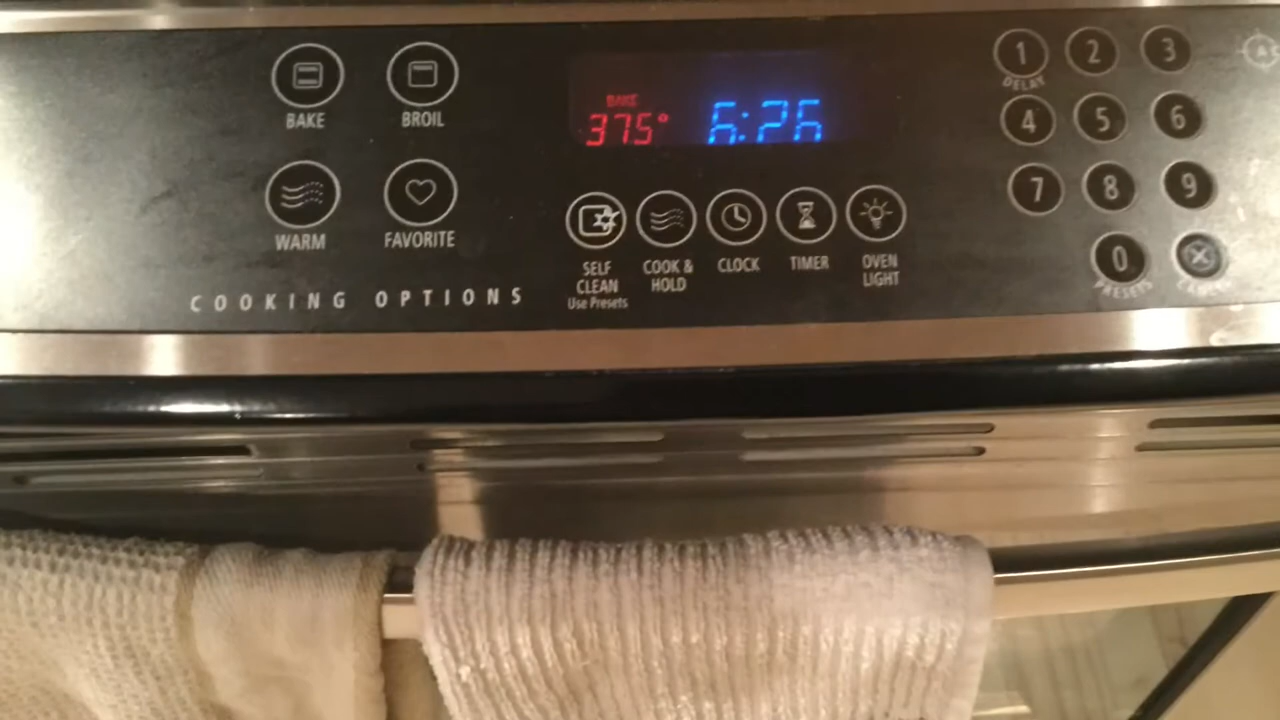 BAKE
BROIL
WARM
FAVORITE
COOKING OPTIONS
BAKE
375°
6:26
SELF
CLEAN
Use Presets
COOK &
HOLD
CLOCK
TIMER
OVEN
LIGHT
1
2
3
DELAY
4
5
6
7
8
9
0
PRESETS
CANCEL